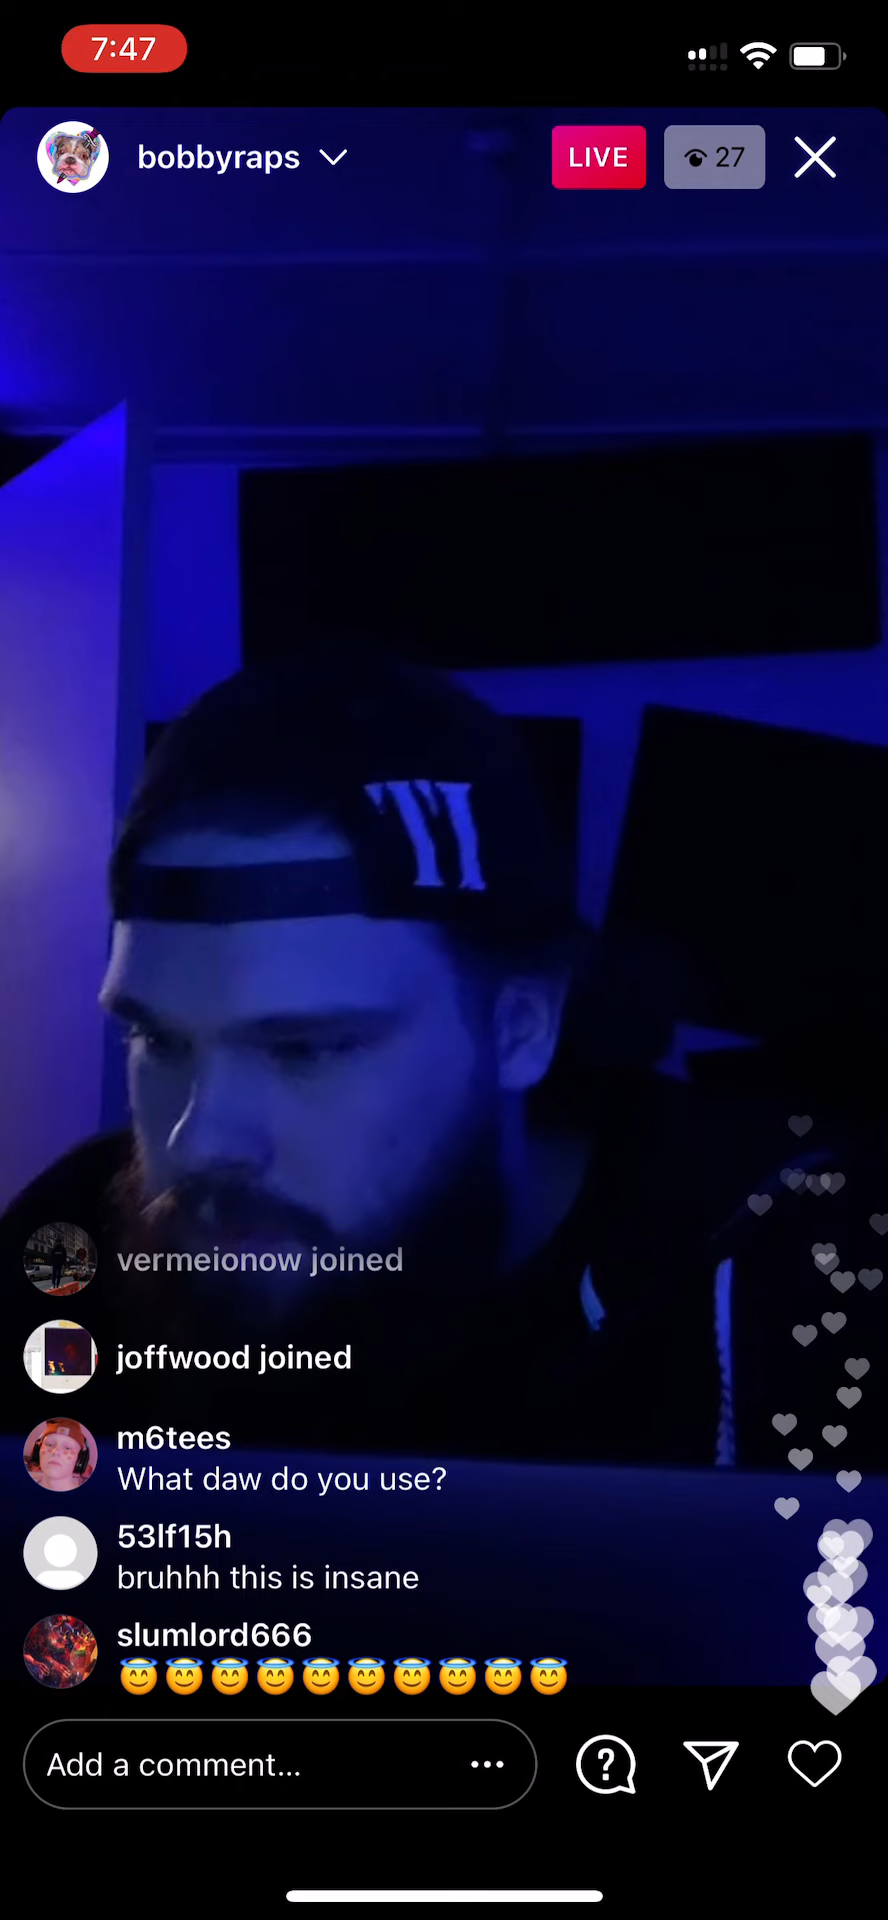 7:47
bobbyraps
LIVE
27
vermeionow joined
joffwood joined
m6tees
What daw do you use?
53lf15h
bruhhh this is insane
slumlord666
😇😇😇😇😇😇😇😇😇😇
Add a comment...